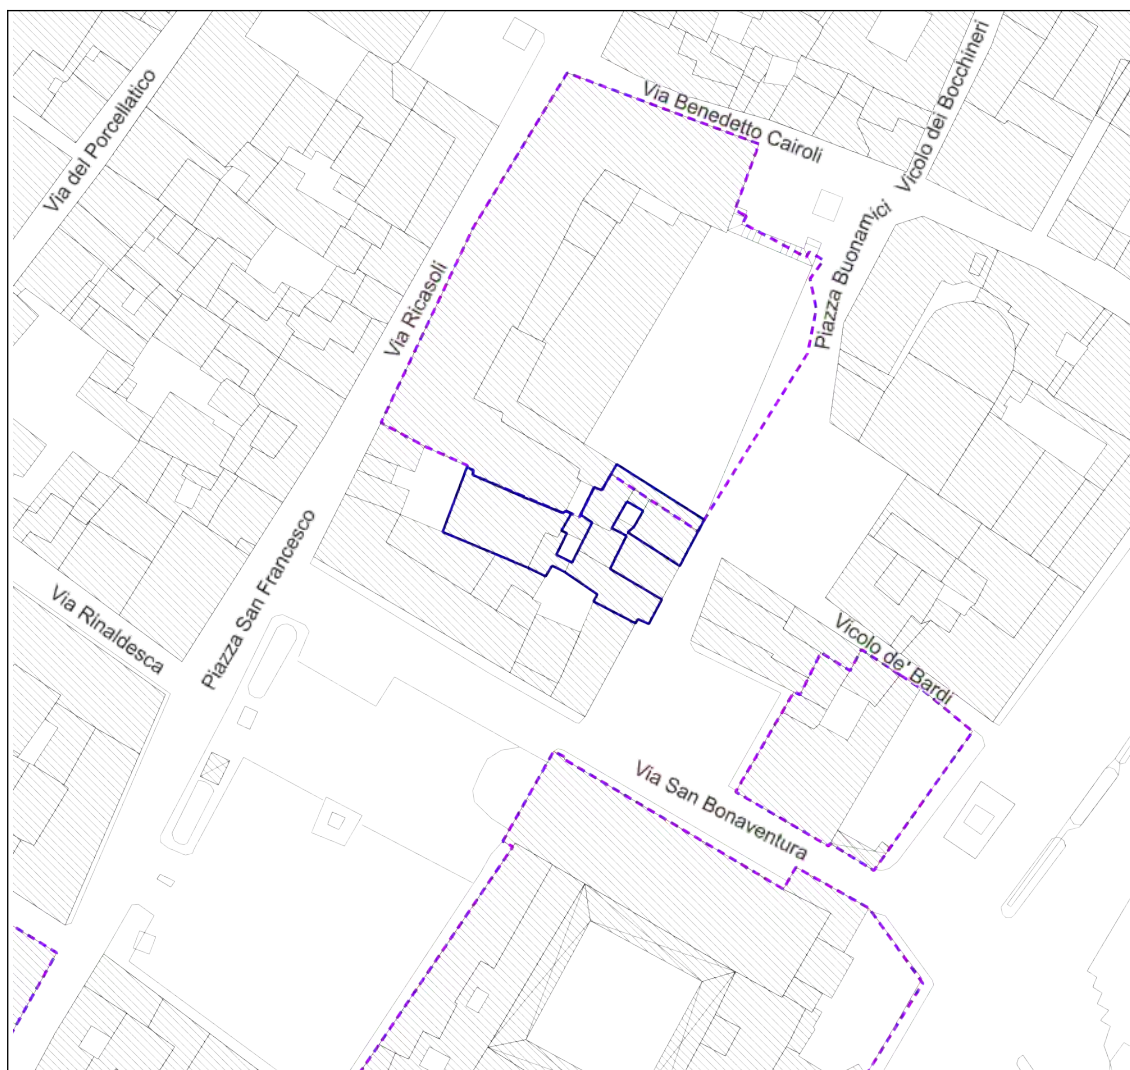 Via del Porcellatico
Via Benedetto Cairoli
Vicolo dei Bocchineri
Piazza Buonamici
Via Ricasoli
Piazza San Francesco
Via Rinaldesca
Vicolo de' Bardi
Via San Bonaventura